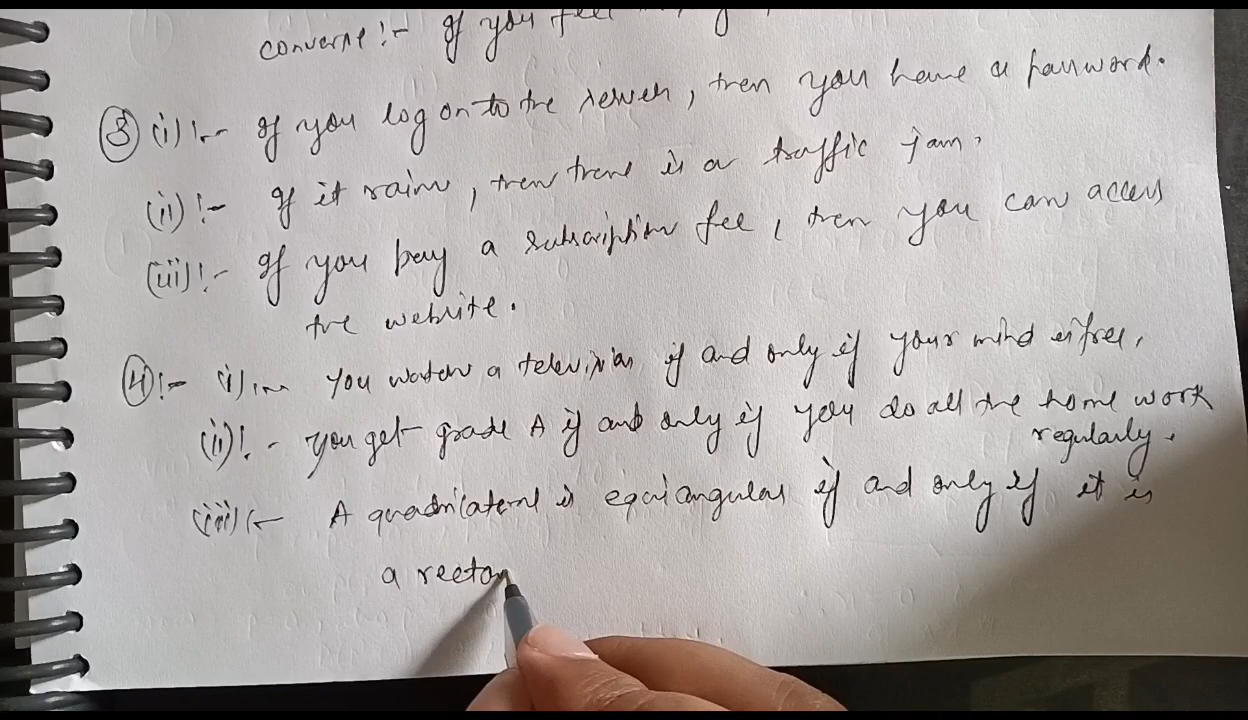 converse :- If you feel
③ (i) :- If you log on to the server, then you have a password.
(ii) :- If it rains, then there is a traffic jam.
(iii) :- If you pay a subscription fee, then you can access
the website.
④ :- (i) :- You watch a television if and only if your mind is free,
(ii) :- you get grade A if and only if you do all the home work
regularly.
(iii) :- A quadrilateral is equiangular if and only if it is
a rectan